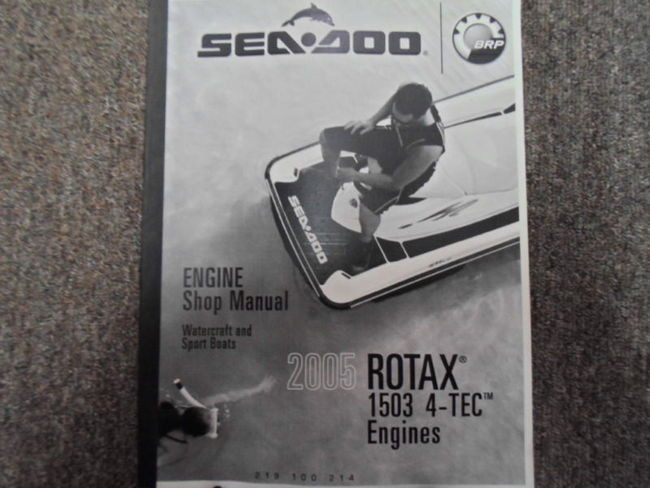 SEA-DOO®
BRP
SEA-DOO
ENGINE
Shop Manual
Watercraft and
Sport Boats
2005 ROTAX®
1503 4-TEC™
Engines
219 100 214